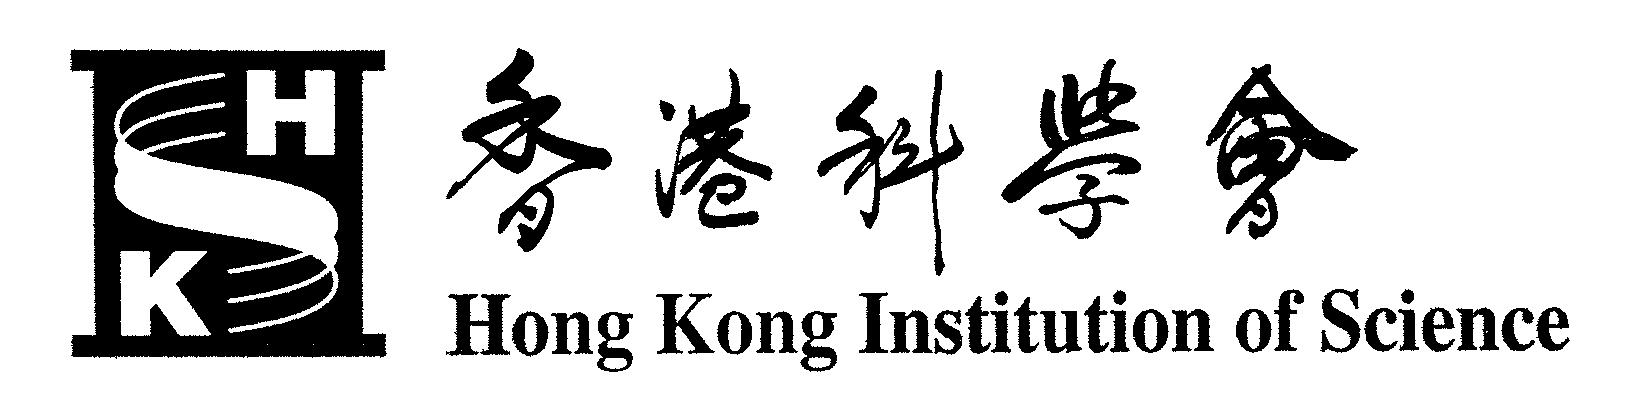 H
K
香港科學會
Hong Kong Institution of Science